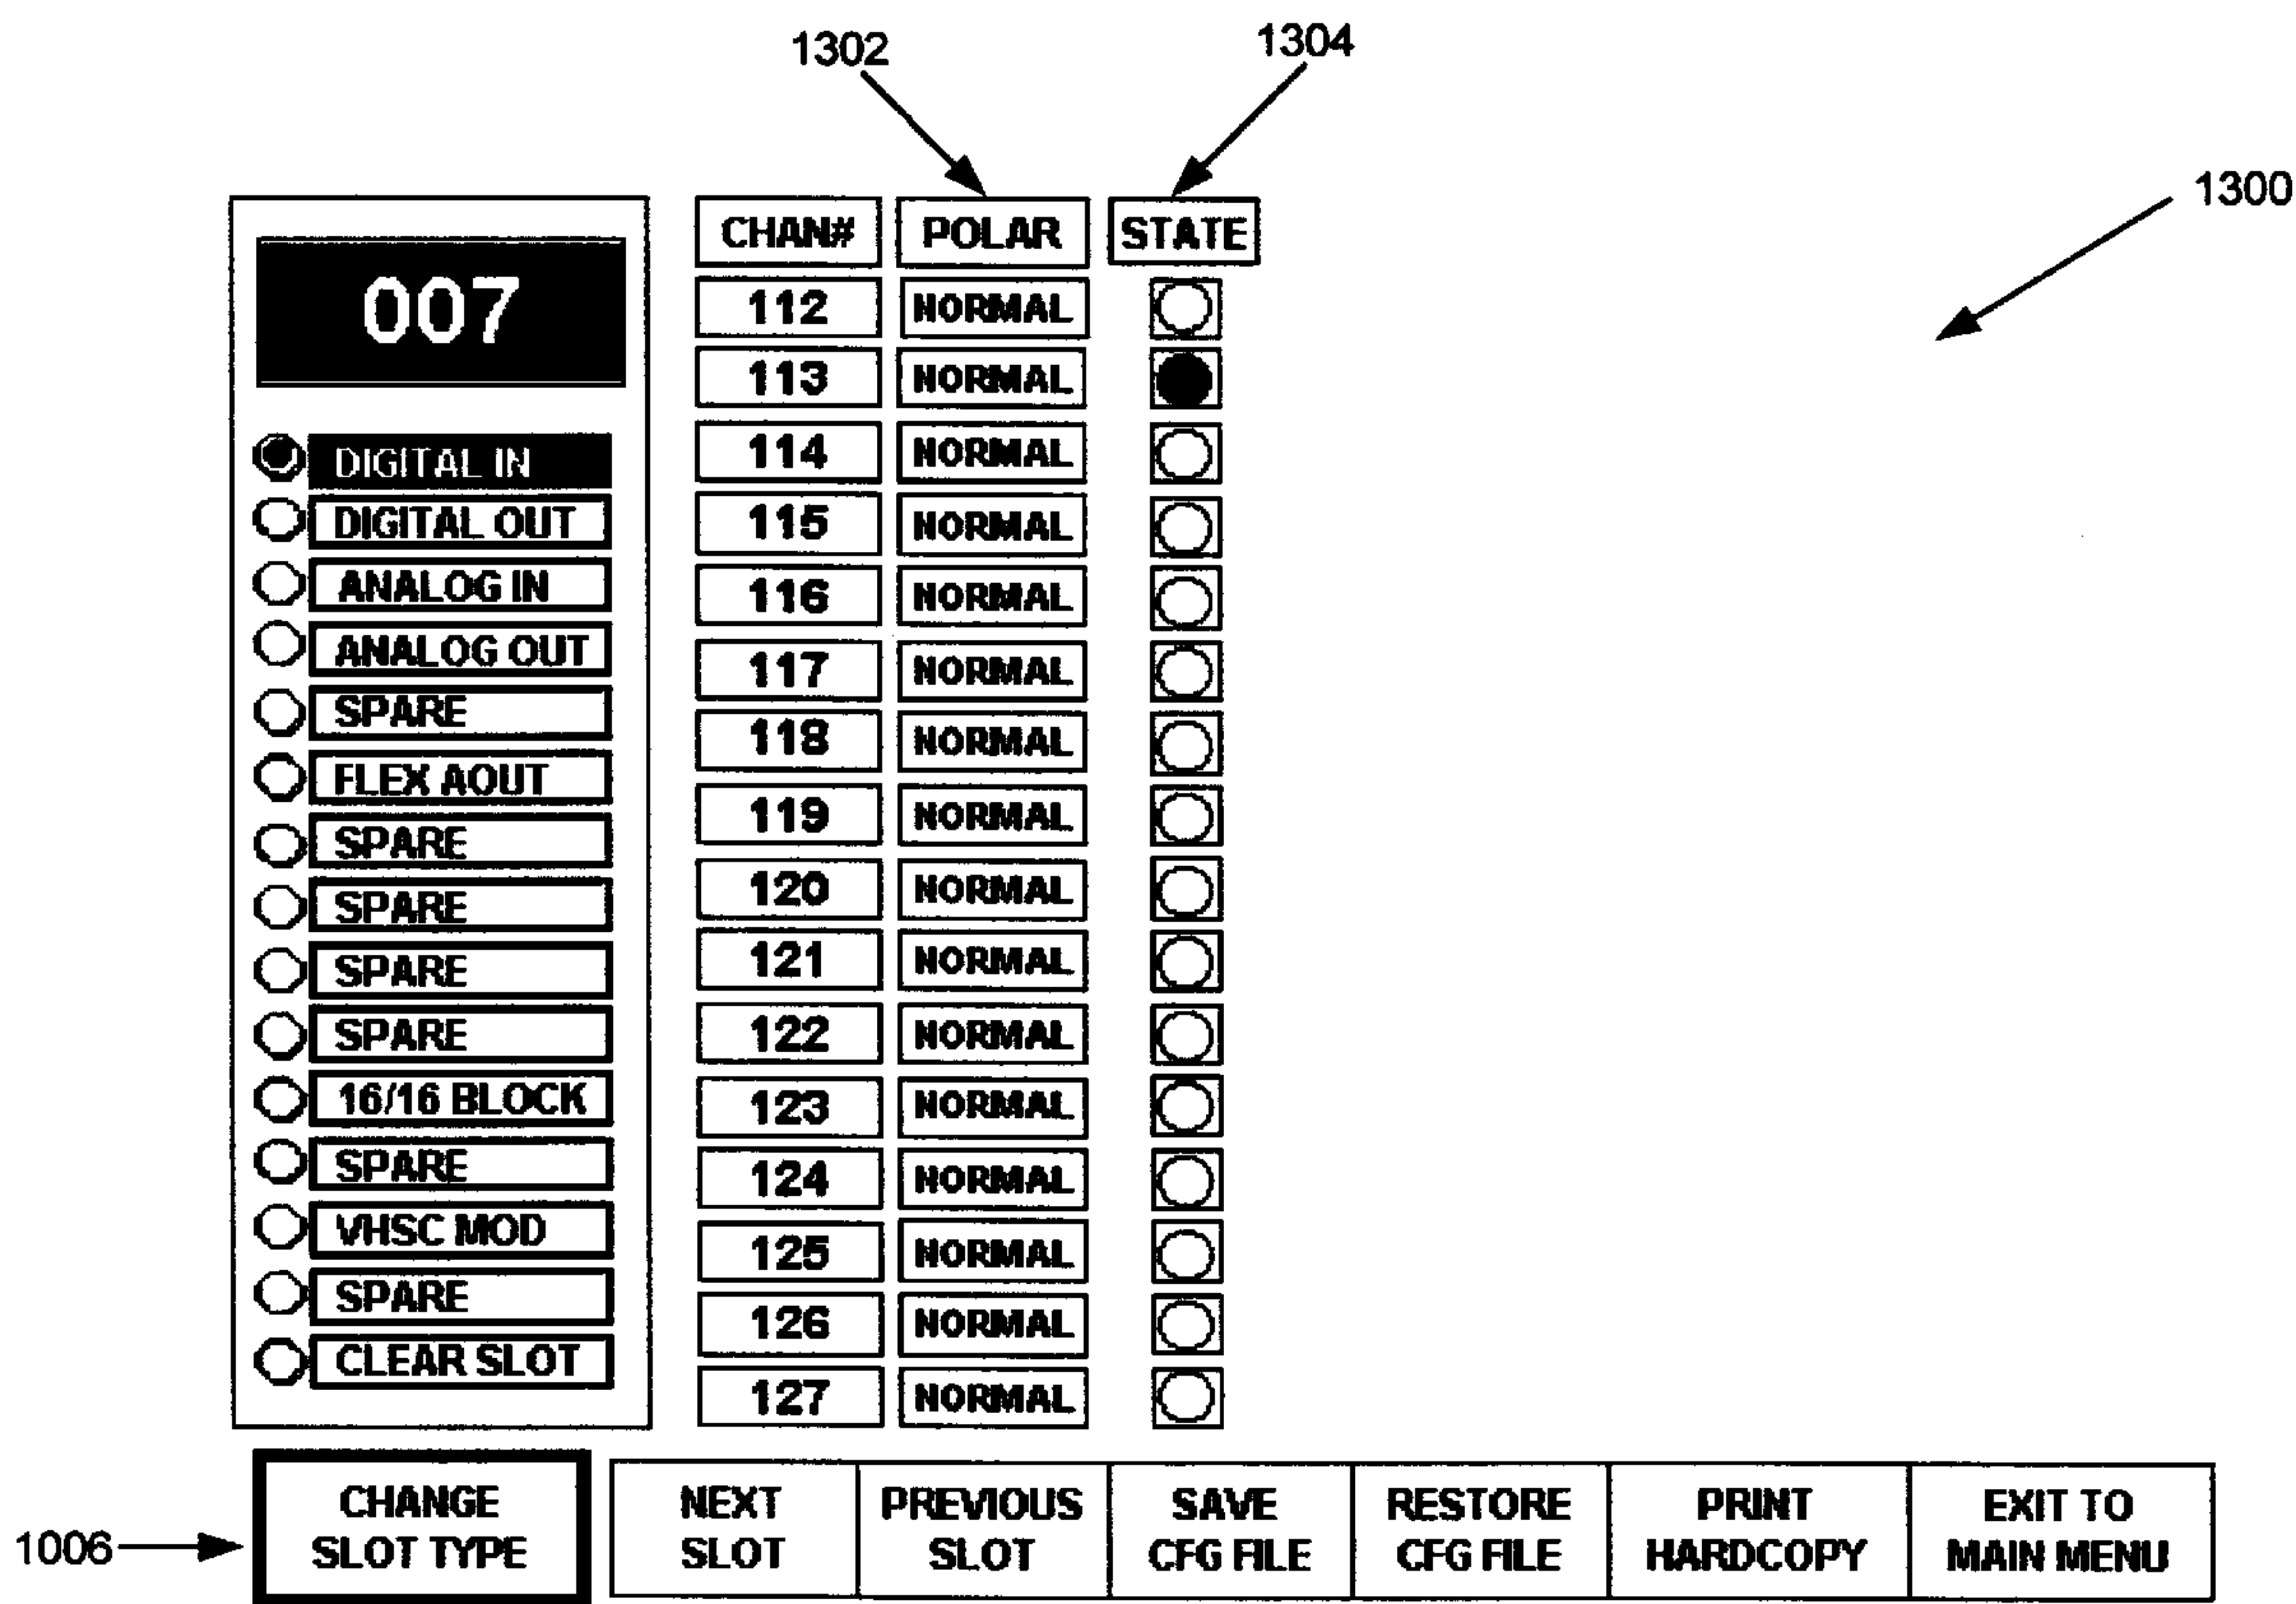 1302
1304
1300
007
DIGITAL IN
DIGITAL OUT
ANALOG IN
ANALOG OUT
SPARE
FLEX AOUT
SPARE
SPARE
SPARE
SPARE
16/16 BLOCK
SPARE
VHSC MOD
SPARE
CLEAR SLOT
CHAN# POLAR STATE
112 NORMAL
113 NORMAL
114 NORMAL
115 NORMAL
116 NORMAL
117 NORMAL
118 NORMAL
119 NORMAL
120 NORMAL
121 NORMAL
122 NORMAL
123 NORMAL
124 NORMAL
125 NORMAL
126 NORMAL
127 NORMAL
1006
CHANGE
SLOT TYPE
NEXT
SLOT
PREVIOUS
SLOT
SAVE
CFG FILE
RESTORE
CFG FILE
PRINT
HARDCOPY
EXIT TO
MAIN MENU